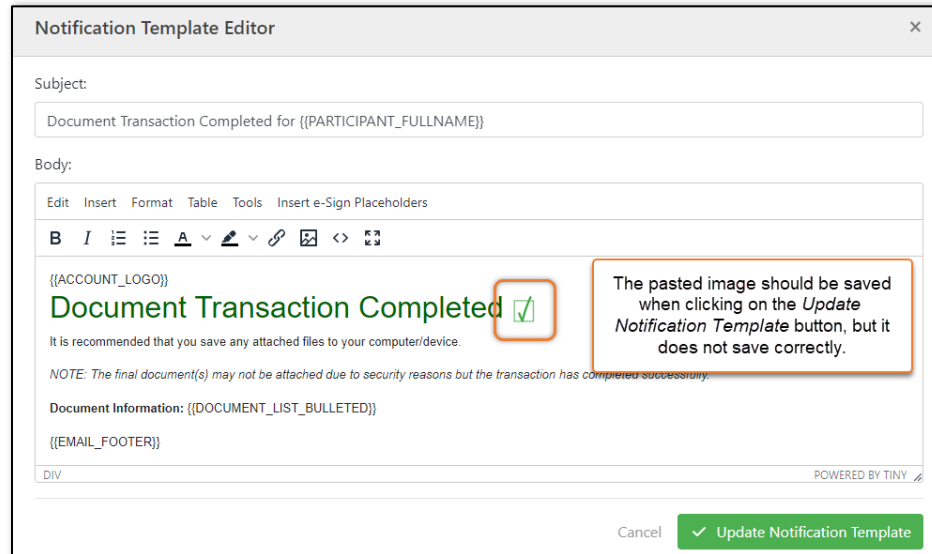 Notification Template Editor ×
Subject:
Document Transaction Completed for {{PARTICIPANT_FULLNAME}}
Body:
Edit Insert Format Table Tools Insert e-Sign Placeholders
B I A
{{ACCOUNT_LOGO}}
Document Transaction Completed
It is recommended that you save any attached files to your computer/device.
NOTE: The final document(s) may not be attached due to security reasons but the transaction has completed successfully.
Document Information: {{DOCUMENT_LIST_BULLETED}}
{{EMAIL_FOOTER}}
The pasted image should be saved
when clicking on the Update
Notification Template button, but it
does not save correctly.
DIV POWERED BY TINY
Cancel Update Notification Template